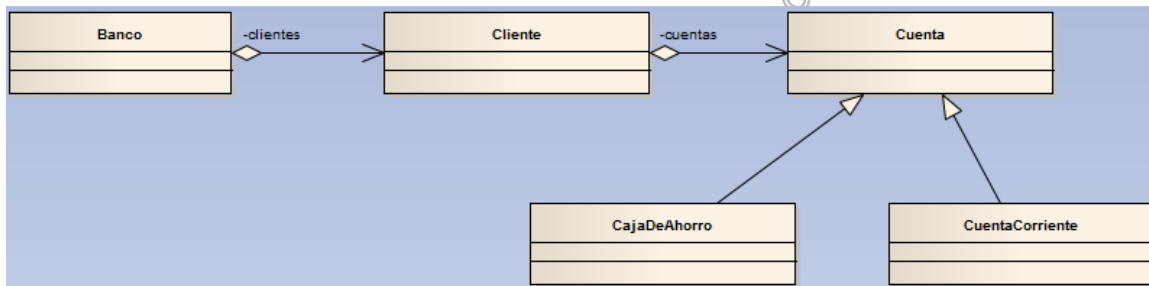 Banco
-clientes
Cliente
-cuentas
Cuenta
CajaDeAhorro
CuentaCorriente